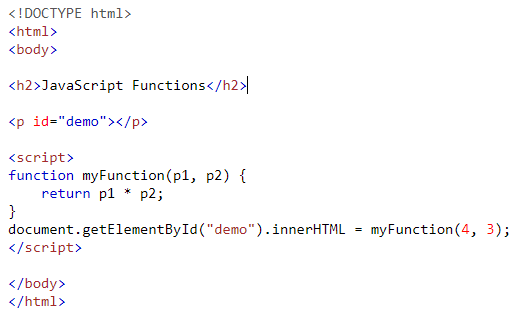 <!DOCTYPE html>
<html>
<body>
<h2>JavaScript Functions</h2>
<p id="demo"></p>
<script>
function myFunction(p1, p2) {
    return p1 * p2;
}
document.getElementById("demo").innerHTML = myFunction(4, 3);
</script>
</body>
</html>